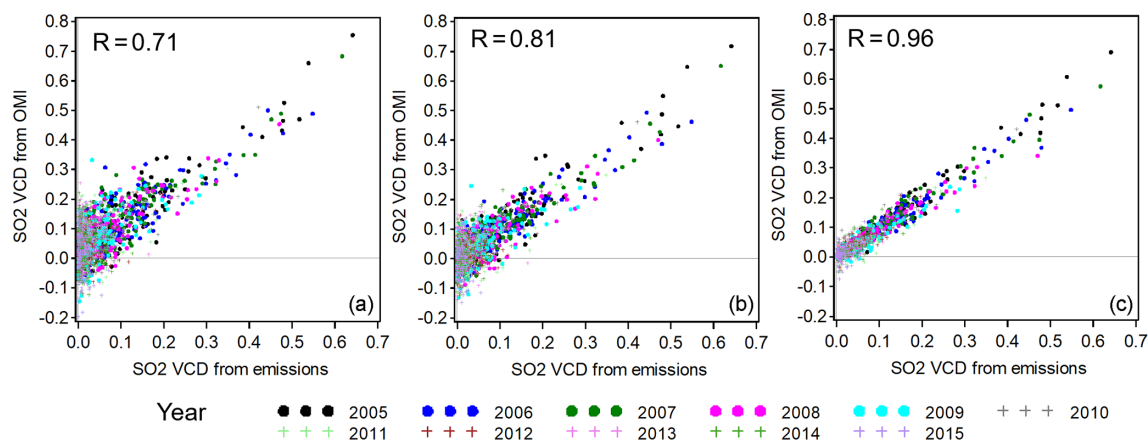 R = 0.71
SO2 VCD from OMI
0.8
0.7
0.6
0.5
0.4
0.3
0.2
0.1
0.0
-0.1
-0.2
(a)
0.0 0.1 0.2 0.3 0.4 0.5 0.6 0.7
SO2 VCD from emissions
R = 0.81
SO2 VCD from OMI
0.8
0.7
0.6
0.5
0.4
0.3
0.2
0.1
0.0
-0.1
-0.2
(b)
0.0 0.1 0.2 0.3 0.4 0.5 0.6 0.7
SO2 VCD from emissions
R = 0.96
SO2 VCD from OMI
0.8
0.7
0.6
0.5
0.4
0.3
0.2
0.1
0.0
-0.1
-0.2
(c)
0.0 0.1 0.2 0.3 0.4 0.5 0.6 0.7
SO2 VCD from emissions
Year 2005 2006 2007 2008 2009 2010
2011 2012 2013 2014 2015